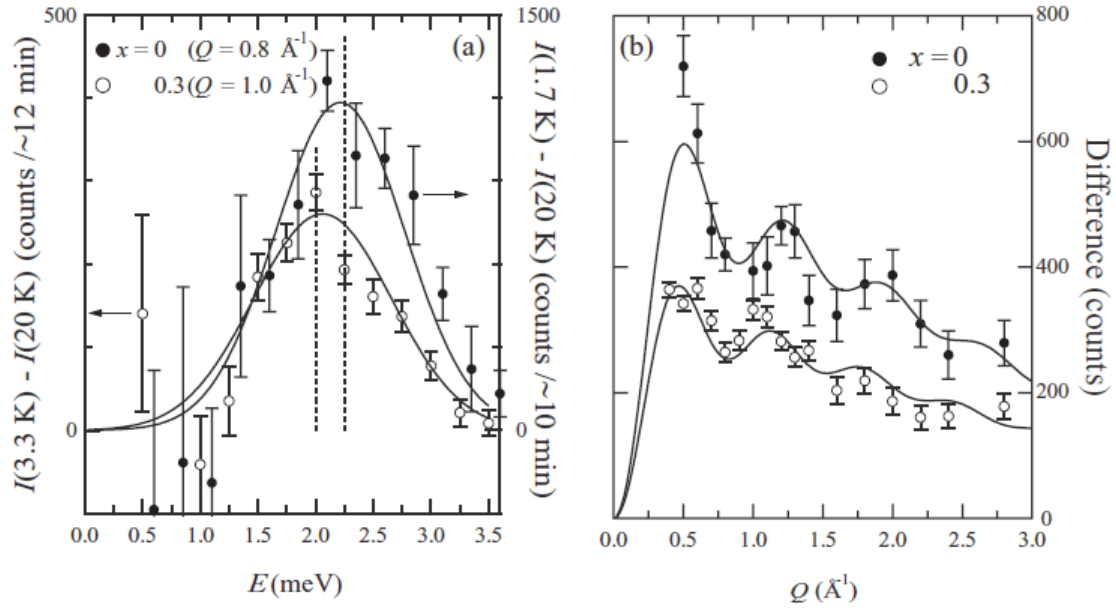 500
1500
(a)
x = 0 (Q = 0.8 Å⁻¹)
0.3 (Q = 1.0 Å⁻¹)
I(3.3 K) - I(20 K) (counts /~12 min)
I(1.7 K) - I(20 K) (counts /~10 min)
0
0
0.0 0.5 1.0 1.5 2.0 2.5 3.0 3.5
E (meV)
(b)
x = 0
0.3
800
600
400
200
0
Difference (counts)
0.0 0.5 1.0 1.5 2.0 2.5 3.0
Q (Å⁻¹)